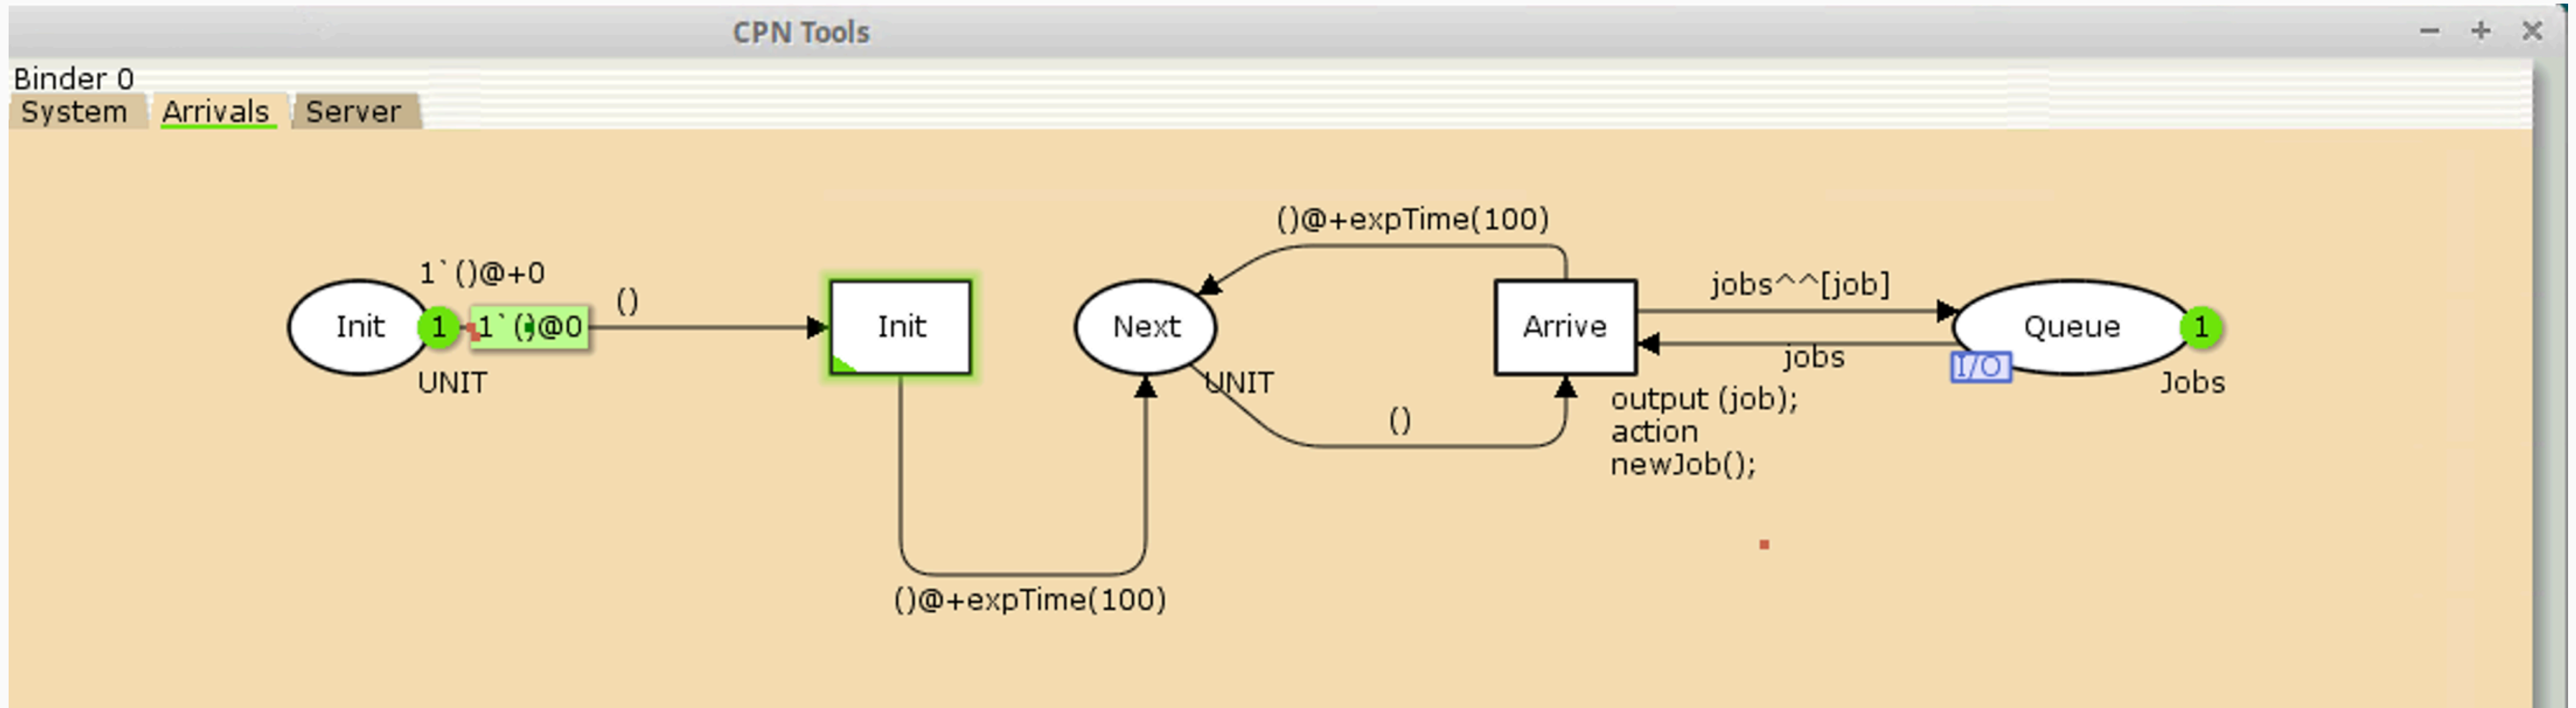 CPN Tools
Binder 0
System Arrivals Server
()@+expTime(100)
1`()@+0
()
jobs^^[job]
Init
1
1`()@0
Init
Next
Arrive
Queue
1
jobs
I/O
UNIT
UNIT
Jobs
()
output (job);
action
newJob();
()@+expTime(100)